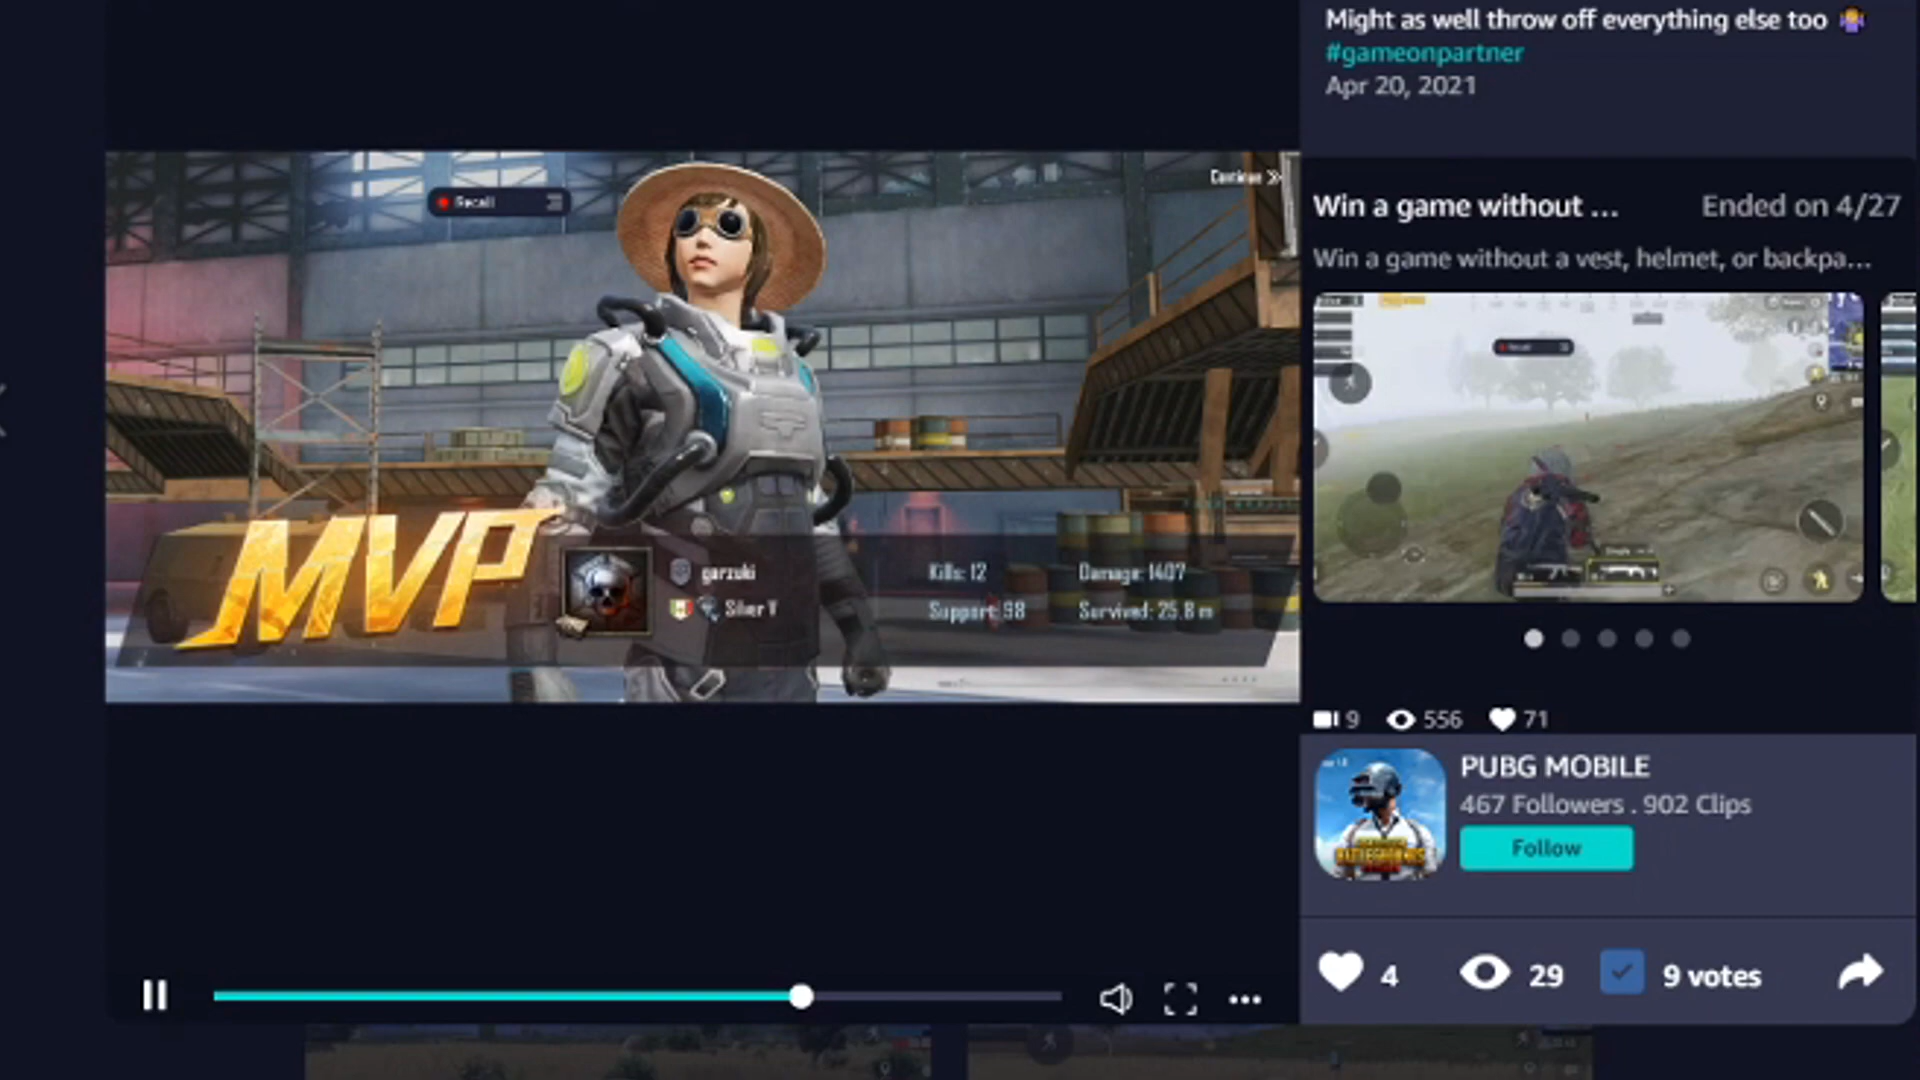 Might as well throw off everything else too
#gameonpartner
Apr 20, 2021
Recall
Continue
Win a game without ...
Ended on 4/27
Win a game without a vest, helmet, or backpa...
MVP
garzuki
Silver V
Kills: 12
Damage: 1407
Support: 98
Survived: 25.8 m
9
556
71
PUBG MOBILE
467 Followers . 902 Clips
Follow
4
29
9 votes